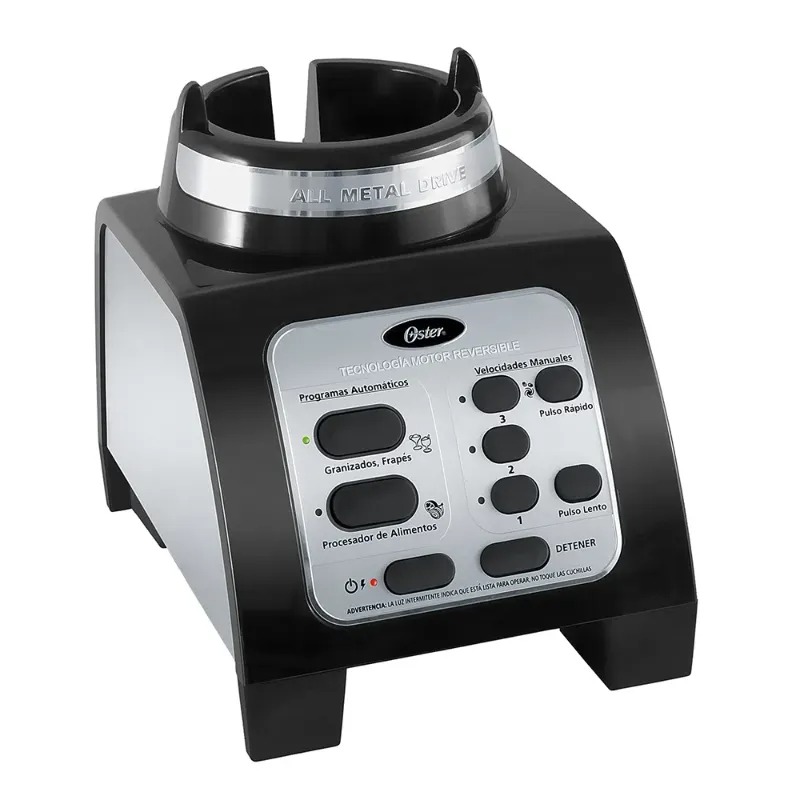 ALL METAL DRIVE
Oster
TECNOLOGÍA MOTOR REVERSIBLE
Programas Automáticos
Granizados, Frapés
Procesador de Alimentos
Velocidades Manuales
3
Pulso Rapido
2
1
Pulso Lento
DETENER
ADVERTENCIA: LA LUZ INTERMITENTE INDICA QUE ESTÁ LISTA PARA OPERAR, NO TOQUE LAS CUCHILLAS